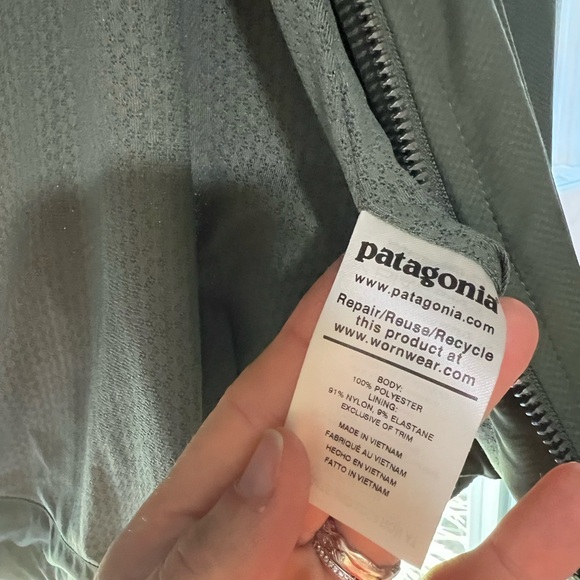 patagonia
www.patagonia.com
Repair/Reuse/Recycle
this product at
www.wornwear.com
BODY:
100% POLYESTER
LINING:
91% NYLON, 9% ELASTANE
EXCLUSIVE OF TRIM
MADE IN VIETNAM
FABRIQUÉ AU VIETNAM
HECHO EN VIETNAM
FATTO IN VIETNAM